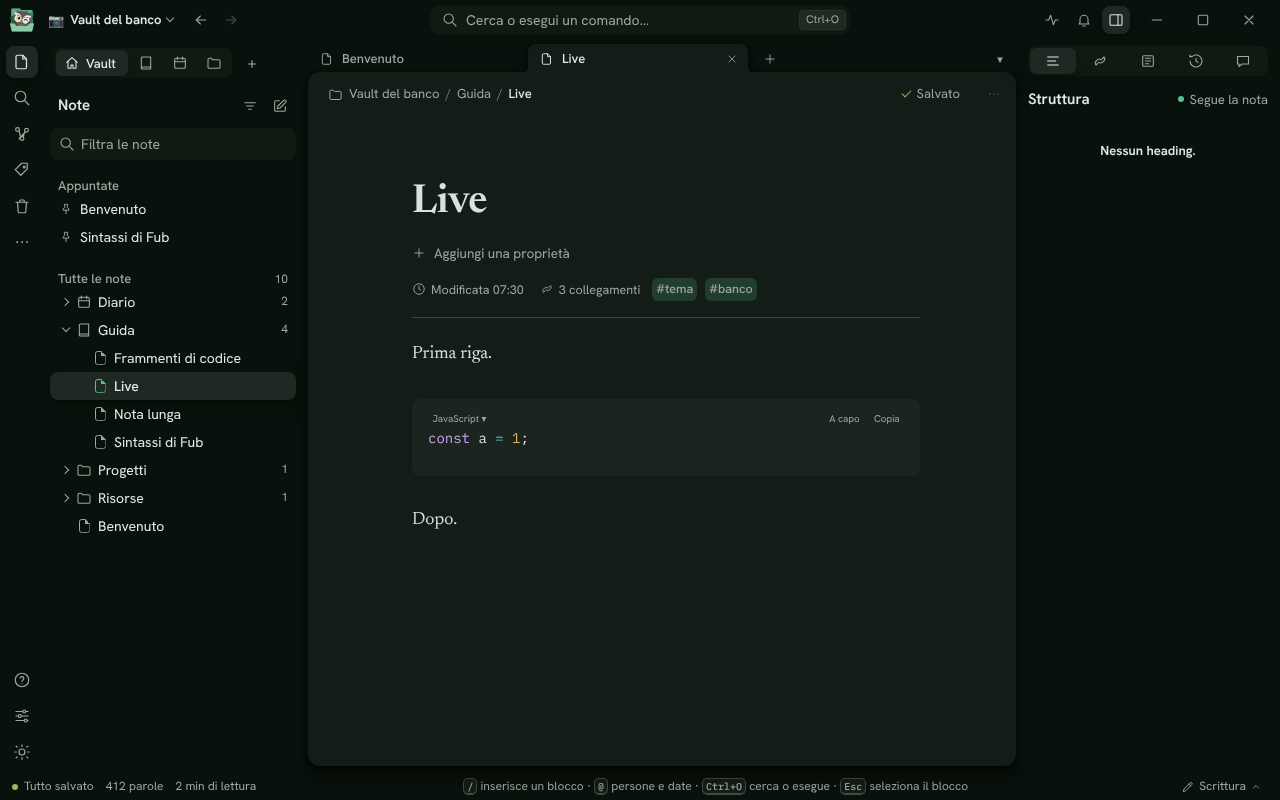 Vault del banco
Cerca o esegui un comando…
Ctrl+O
Vault
Benvenuto
Live
Note
Filtra le note
Appuntate
Benvenuto
Sintassi di Fub
Tutte le note 10
Diario 2
Guida 4
Frammenti di codice
Live
Nota lunga
Sintassi di Fub
Progetti 1
Risorse 1
Benvenuto
Vault del banco / Guida / Live
Salvato
Live
Aggiungi una proprietà
Modificata 07:30 3 collegamenti #tema #banco
Prima riga.
JavaScript ▾ A capo Copia
const a = 1;
Dopo.
Struttura
Segue la nota
Nessun heading.
Tutto salvato 412 parole 2 min di lettura
/ inserisce un blocco · @ persone e date · Ctrl+O cerca o esegue · Esc seleziona il blocco
Scrittura